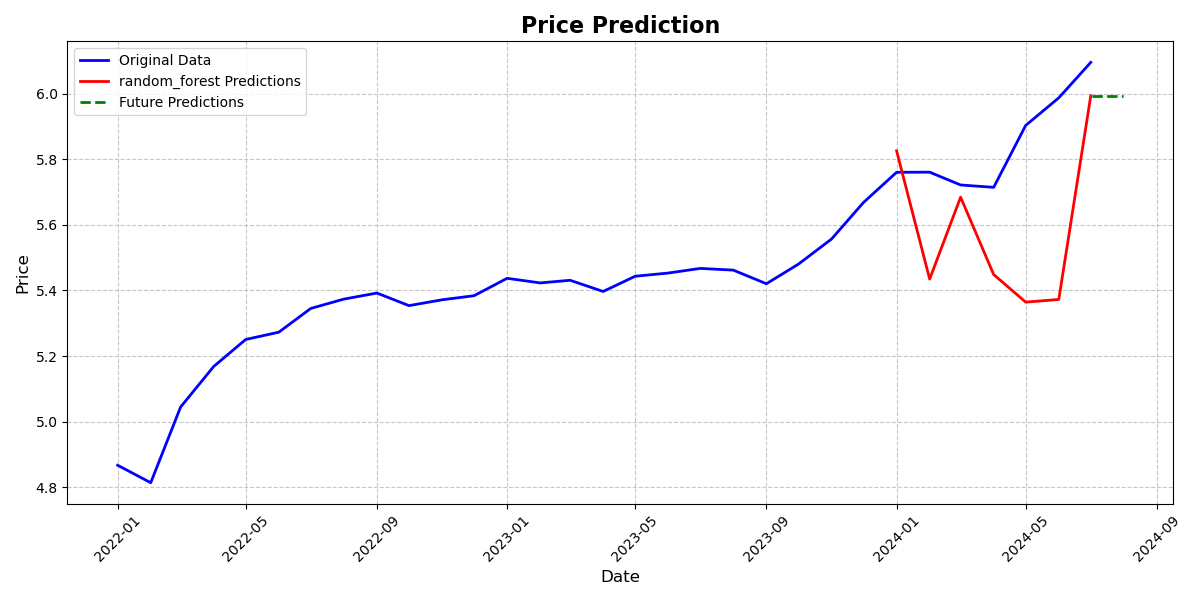 Price Prediction
Original Data
random_forest Predictions
Future Predictions
Price
6.0
5.8
5.6
5.4
5.2
5.0
4.8
2022-01
2022-05
2022-09
2023-01
2023-05
2023-09
2024-01
2024-05
2024-09
Date